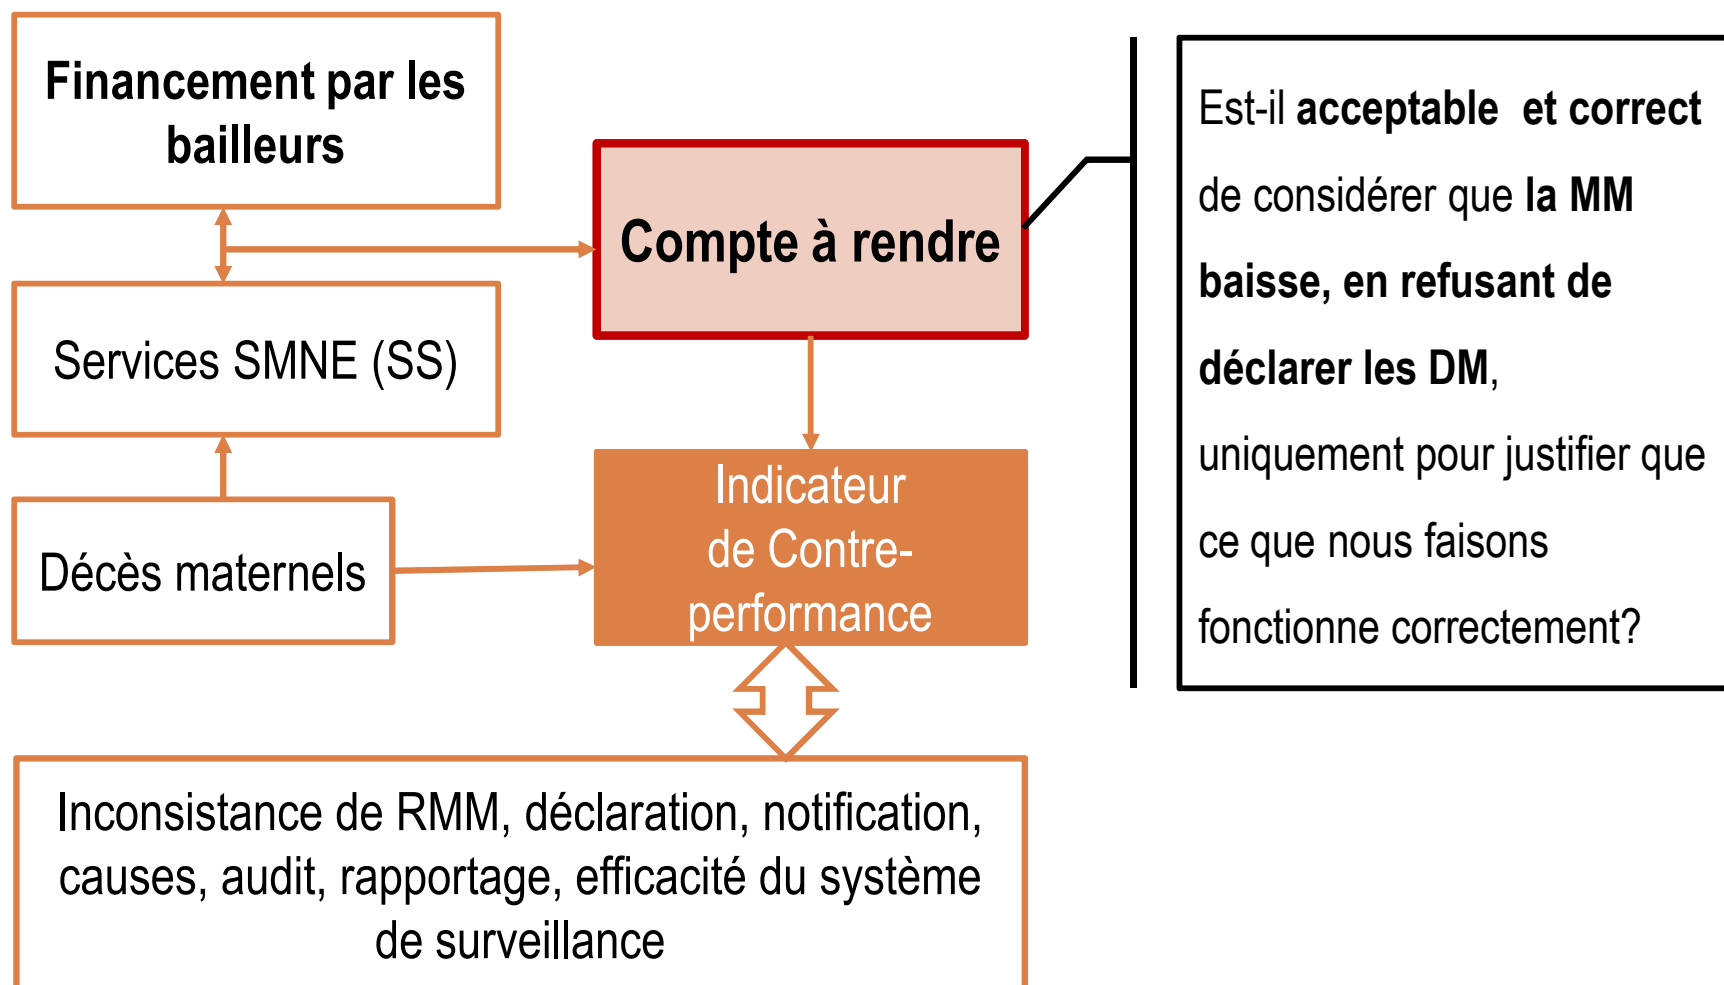 Financement par les
bailleurs
Services SMNE (SS)
Décès maternels
Compte à rendre
Indicateur
de Contre-
performance
Inconsistance de RMM, déclaration, notification,
causes, audit, rapportage, efficacité du système
de surveillance
Est-il acceptable et correct
de considérer que la MM
baisse, en refusant de
déclarer les DM,
uniquement pour justifier que
ce que nous faisons
fonctionne correctement?